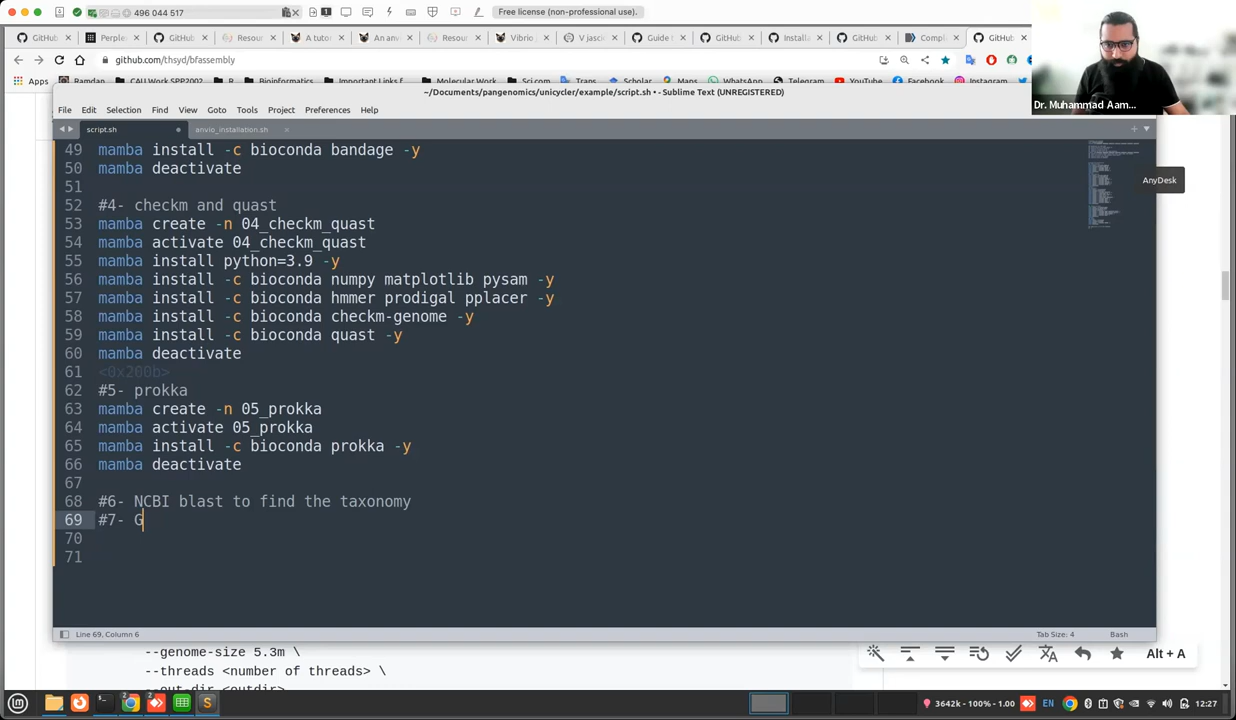 496 044 517
Free license (non-professional use).
GitHub
Perple
GitHub
Resour
A tutor
An anv
Resour
Vibrio
V jasci
Guide t
GitHub
Installa
GitHub
Compla
GitHub
github.com/thsyd/bfassembly
Apps
Ramdan
CALI Work SPP2002
R
Bioinformatics
Important Links f
Molecular Work
Sci.com
Trans
Scholar
Maps
WhatsApp
Telegram
YouTube
Facebook
Instagram
Dr. Muhammad Aam...
AnyDesk
~/Documents/pangenomics/unicycler/example/script.sh • - Sublime Text (UNREGISTERED)
File Edit Selection Find View Goto Tools Project Preferences Help
script.sh
anvio_installation.sh
49 mamba install -c bioconda bandage -y
50 mamba deactivate
51
52 #4- checkm and quast
53 mamba create -n 04_checkm_quast
54 mamba activate 04_checkm_quast
55 mamba install python=3.9 -y
56 mamba install -c bioconda numpy matplotlib pysam -y
57 mamba install -c bioconda hmmer prodigal pplacer -y
58 mamba install -c bioconda checkm-genome -y
59 mamba install -c bioconda quast -y
60 mamba deactivate
61 <0x200b>
62 #5- prokka
63 mamba create -n 05_prokka
64 mamba activate 05_prokka
65 mamba install -c bioconda prokka -y
66 mamba deactivate
67
68 #6- NCBI blast to find the taxonomy
69 #7- G
70
71
Line 69, Column 6
Tab Size: 4
Bash
--genome-size 5.3m \
--threads <number of threads> \
--out_dir <outdir>
Alt + A
3642k - 100% - 1.00
EN
12:27